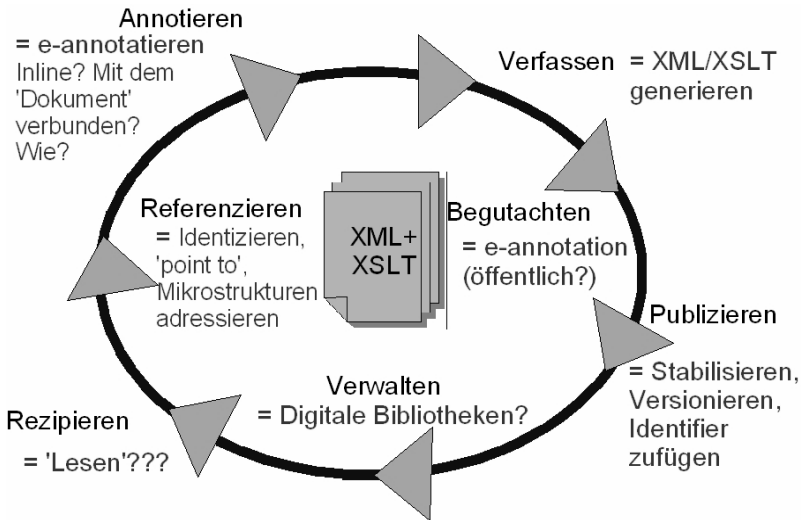 Annotieren
= e-annotatieren
Inline? Mit dem
'Dokument'
verbunden?
Wie?
Verfassen = XML/XSLT
generieren
Referenzieren
= Identizieren,
'point to',
Mikrostrukturen
adressieren
XML+
XSLT
Begutachten
= e-annotation
(öffentlich?)
Publizieren
= Stabilisieren,
Versionieren,
Identifier
zufügen
Verwalten
= Digitale Bibliotheken?
Rezipieren
= 'Lesen'???